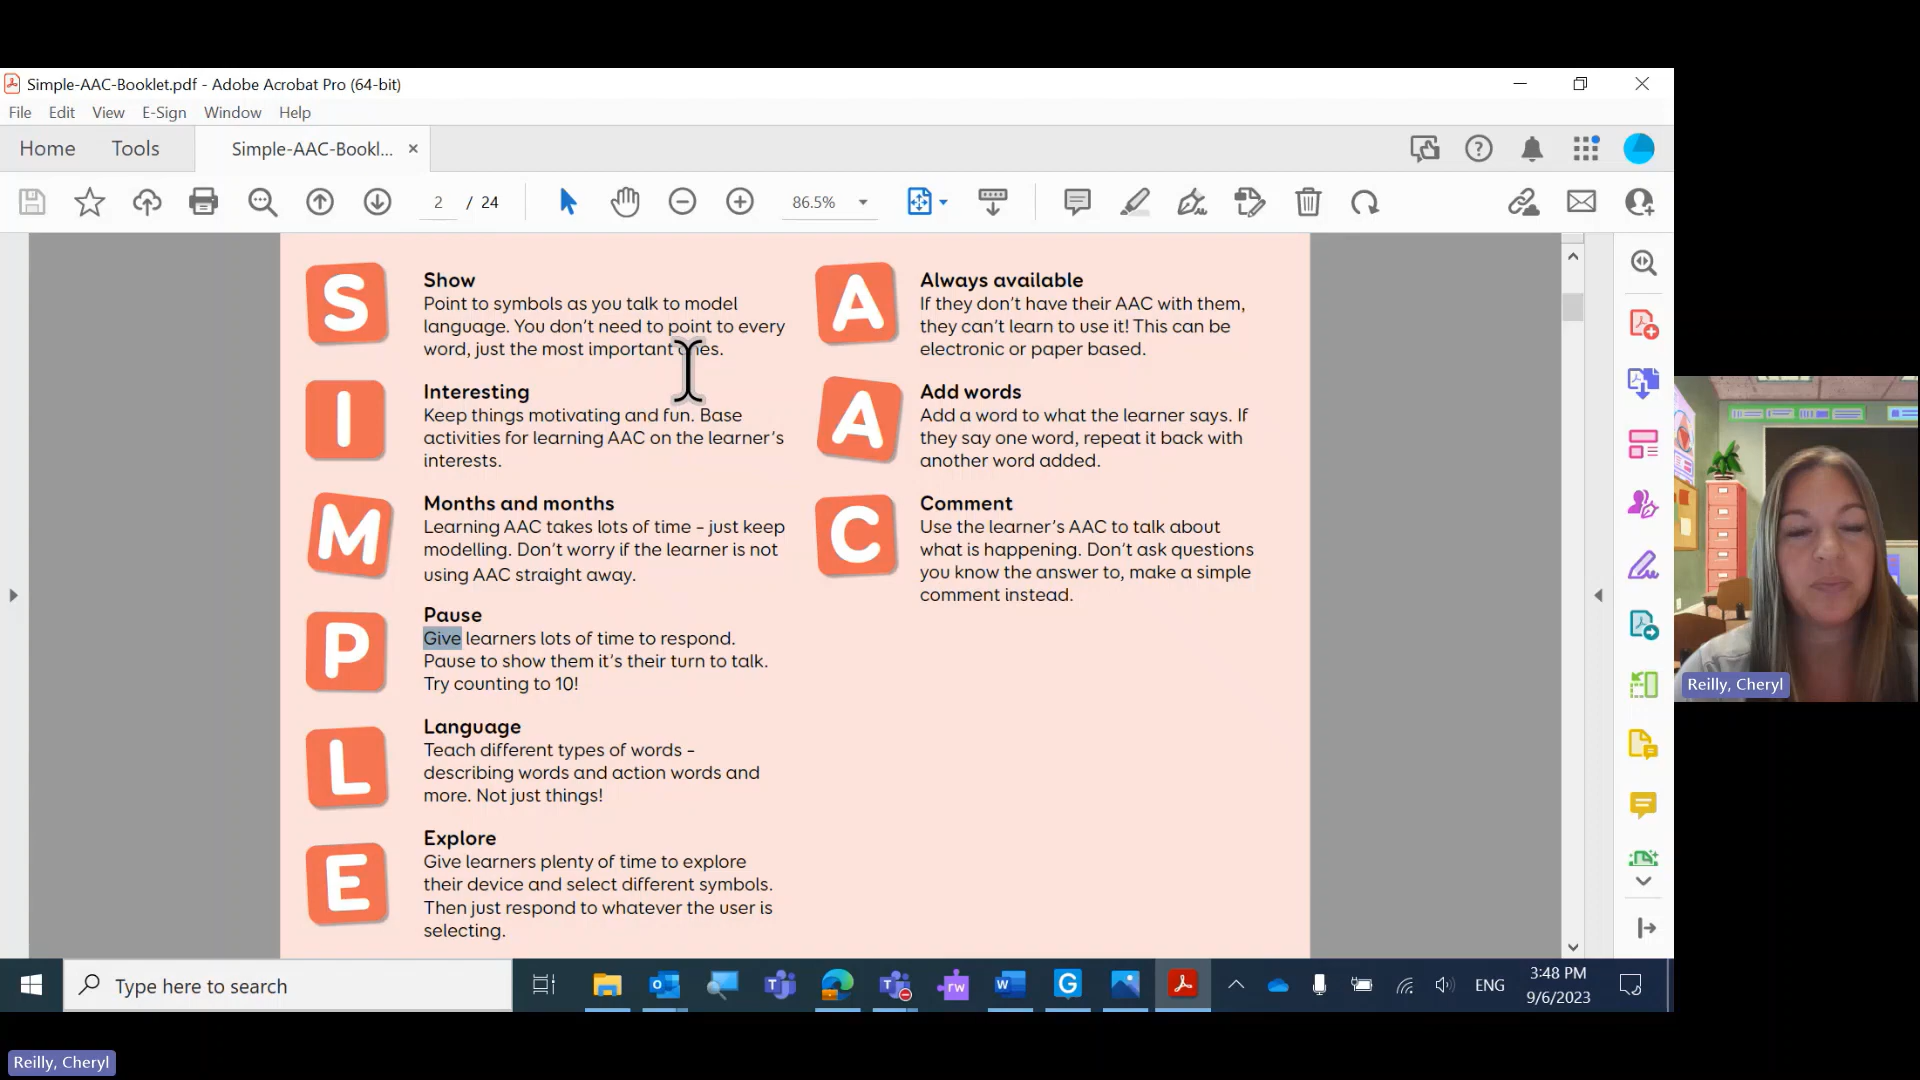 Simple-AAC-Booklet.pdf - Adobe Acrobat Pro (64-bit)
File Edit View E-Sign Window Help
Home Tools Simple-AAC-Bookl... ×
2 / 24 86.5%
S
Show
Point to symbols as you talk to model
language. You don't need to point to every
word, just the most important ones.
I
Interesting
Keep things motivating and fun. Base
activities for learning AAC on the learner's
interests.
M
Months and months
Learning AAC takes lots of time - just keep
modelling. Don't worry if the learner is not
using AAC straight away.
P
Pause
Give learners lots of time to respond.
Pause to show them it's their turn to talk.
Try counting to 10!
L
Language
Teach different types of words -
describing words and action words and
more. Not just things!
E
Explore
Give learners plenty of time to explore
their device and select different symbols.
Then just respond to whatever the user is
selecting.
A
Always available
If they don't have their AAC with them,
they can't learn to use it! This can be
electronic or paper based.
A
Add words
Add a word to what the learner says. If
they say one word, repeat it back with
another word added.
C
Comment
Use the learner's AAC to talk about
what is happening. Don't ask questions
you know the answer to, make a simple
comment instead.
Reilly, Cheryl
Type here to search
rw
W
G
ENG
3:48 PM
9/6/2023
Reilly, Cheryl